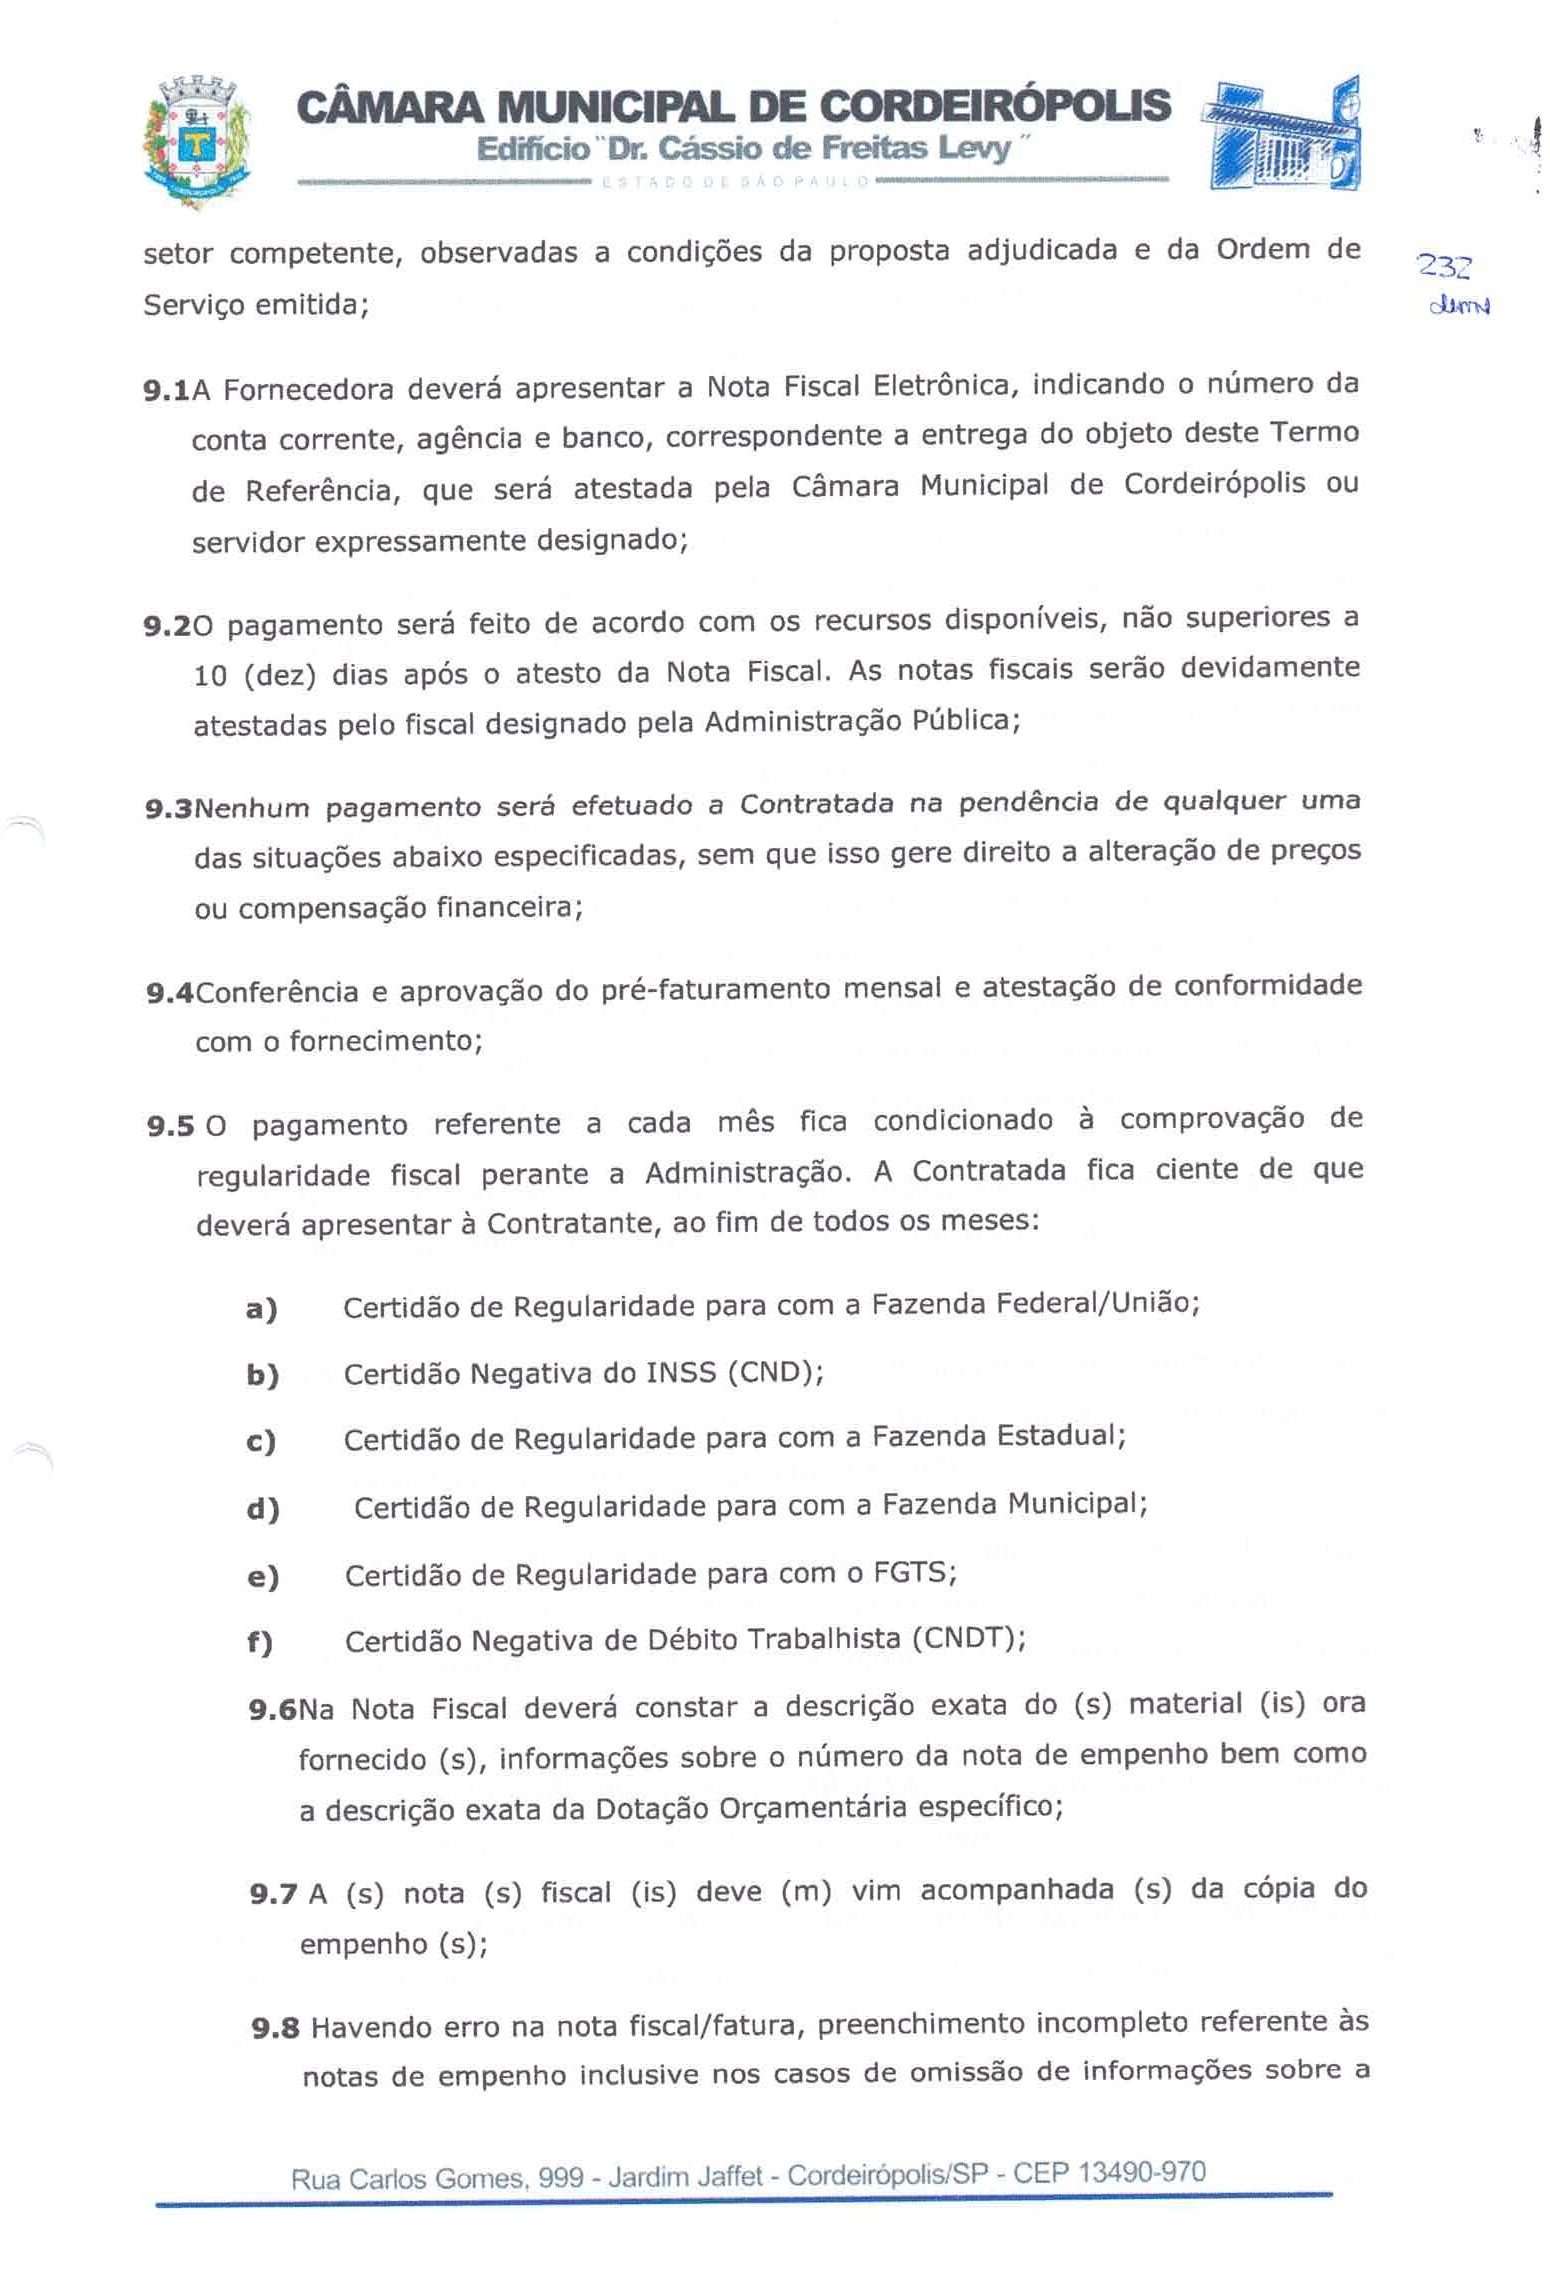 CÂMARA MUNICIPAL DE CORDEIRÓPOLIS
Edifício "Dr. Cássio de Freitas Levy"
ESTADO DE SÃO PAULO
232
setor competente, observadas a condições da proposta adjudicada e da Ordem de
Serviço emitida;
9.1A Fornecedora deverá apresentar a Nota Fiscal Eletrônica, indicando o número da
conta corrente, agência e banco, correspondente a entrega do objeto deste Termo
de Referência, que será atestada pela Câmara Municipal de Cordeirópolis ou
servidor expressamente designado;
9.2O pagamento será feito de acordo com os recursos disponíveis, não superiores a
10 (dez) dias após o atesto da Nota Fiscal. As notas fiscais serão devidamente
atestadas pelo fiscal designado pela Administração Pública;
9.3Nenhum pagamento será efetuado a Contratada na pendência de qualquer uma
das situações abaixo especificadas, sem que isso gere direito a alteração de preços
ou compensação financeira;
9.4Conferência e aprovação do pré-faturamento mensal e atestação de conformidade
com o fornecimento;
9.5 O pagamento referente a cada mês fica condicionado à comprovação de
regularidade fiscal perante a Administração. A Contratada fica ciente de que
deverá apresentar à Contratante, ao fim de todos os meses:
a) Certidão de Regularidade para com a Fazenda Federal/União;
b) Certidão Negativa do INSS (CND);
c) Certidão de Regularidade para com a Fazenda Estadual;
d) Certidão de Regularidade para com a Fazenda Municipal;
e) Certidão de Regularidade para com o FGTS;
f) Certidão Negativa de Débito Trabalhista (CNDT);
9.6Na Nota Fiscal deverá constar a descrição exata do (s) material (is) ora
fornecido (s), informações sobre o número da nota de empenho bem como
a descrição exata da Dotação Orçamentária específico;
9.7 A (s) nota (s) fiscal (is) deve (m) vim acompanhada (s) da cópia do
empenho (s);
9.8 Havendo erro na nota fiscal/fatura, preenchimento incompleto referente às
notas de empenho inclusive nos casos de omissão de informações sobre a
Rua Carlos Gomes, 999 - Jardim Jaffet - Cordeirópolis/SP - CEP 13490-970